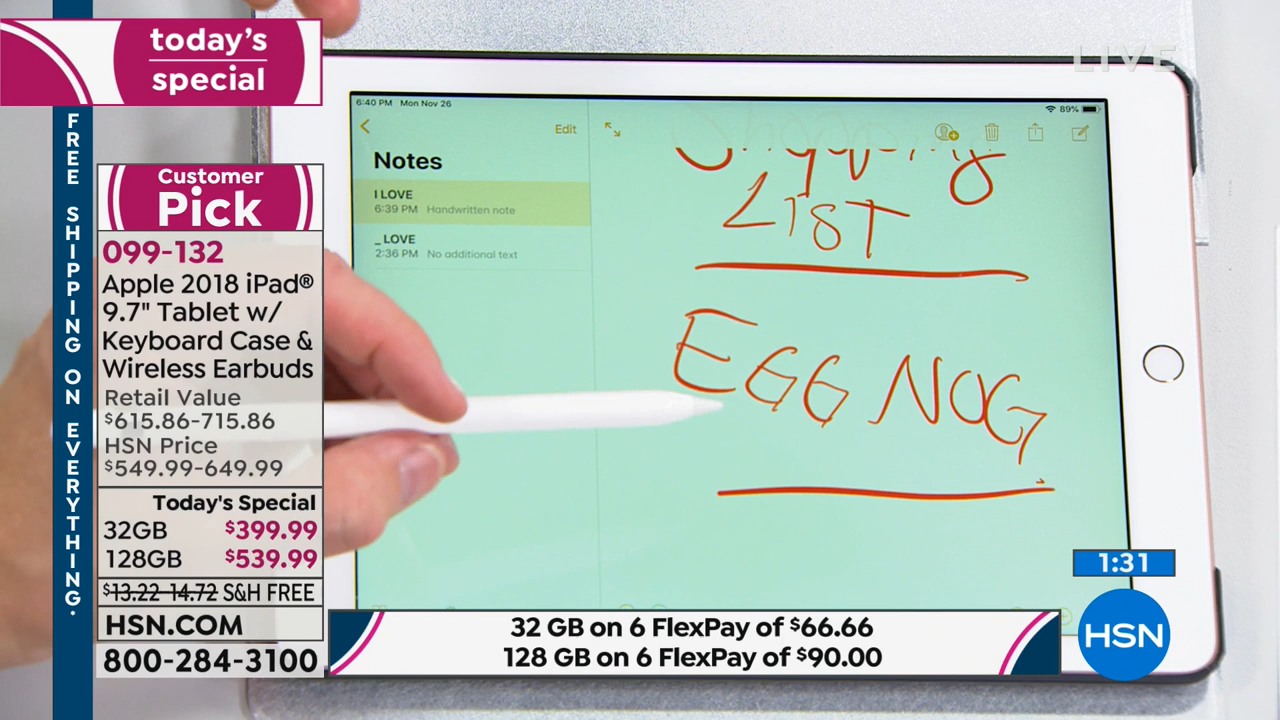 today's
special
LIVE
FREE SHIPPING ON EVERYTHING.*
Customer
Pick
099-132
Apple 2018 iPad®
9.7" Tablet w/
Keyboard Case &
Wireless Earbuds
Retail Value
$615.86-715.86
HSN Price
$549.99-649.99
Today's Special
32GB $399.99
128GB $539.99
$13.22-14.72 S&H FREE
HSN.COM
800-284-3100
6:40 PM Mon Nov 26
89%
Edit
Notes
I LOVE
6:39 PM Handwritten note
_ LOVE
2:36 PM No additional text
Shopping
LIST
EGG NOG
1:31
HSN
32 GB on 6 FlexPay of $66.66
128 GB on 6 FlexPay of $90.00